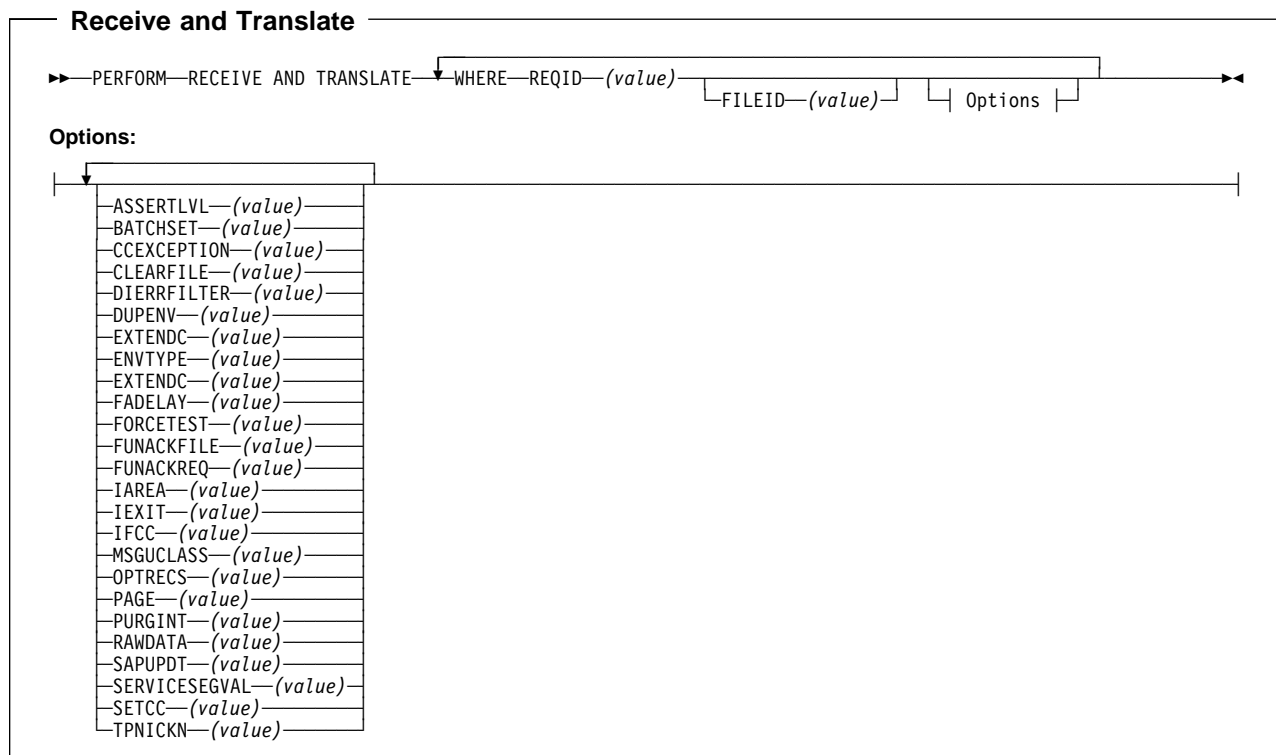 Receive and Translate
PERFORM RECEIVE AND TRANSLATE WHERE REQID (value)
FILEID (value) Options
Options:
ASSERTLVL (value)
BATCHSET (value)
CCEXCEPTION (value)
CLEARFILE (value)
DIERRFILTER (value)
DUPENV (value)
EXTENDC (value)
ENVTYPE (value)
EXTENDC (value)
FADELAY (value)
FORCETEST (value)
FUNACKFILE (value)
FUNACKREQ (value)
IAREA (value)
IEXIT (value)
IFCC (value)
MSGUCLASS (value)
OPTRECS (value)
PAGE (value)
PURGINT (value)
RAWDATA (value)
SAPUPDT (value)
SERVICESEGVAL (value)
SETCC (value)
TPNICKN (value)